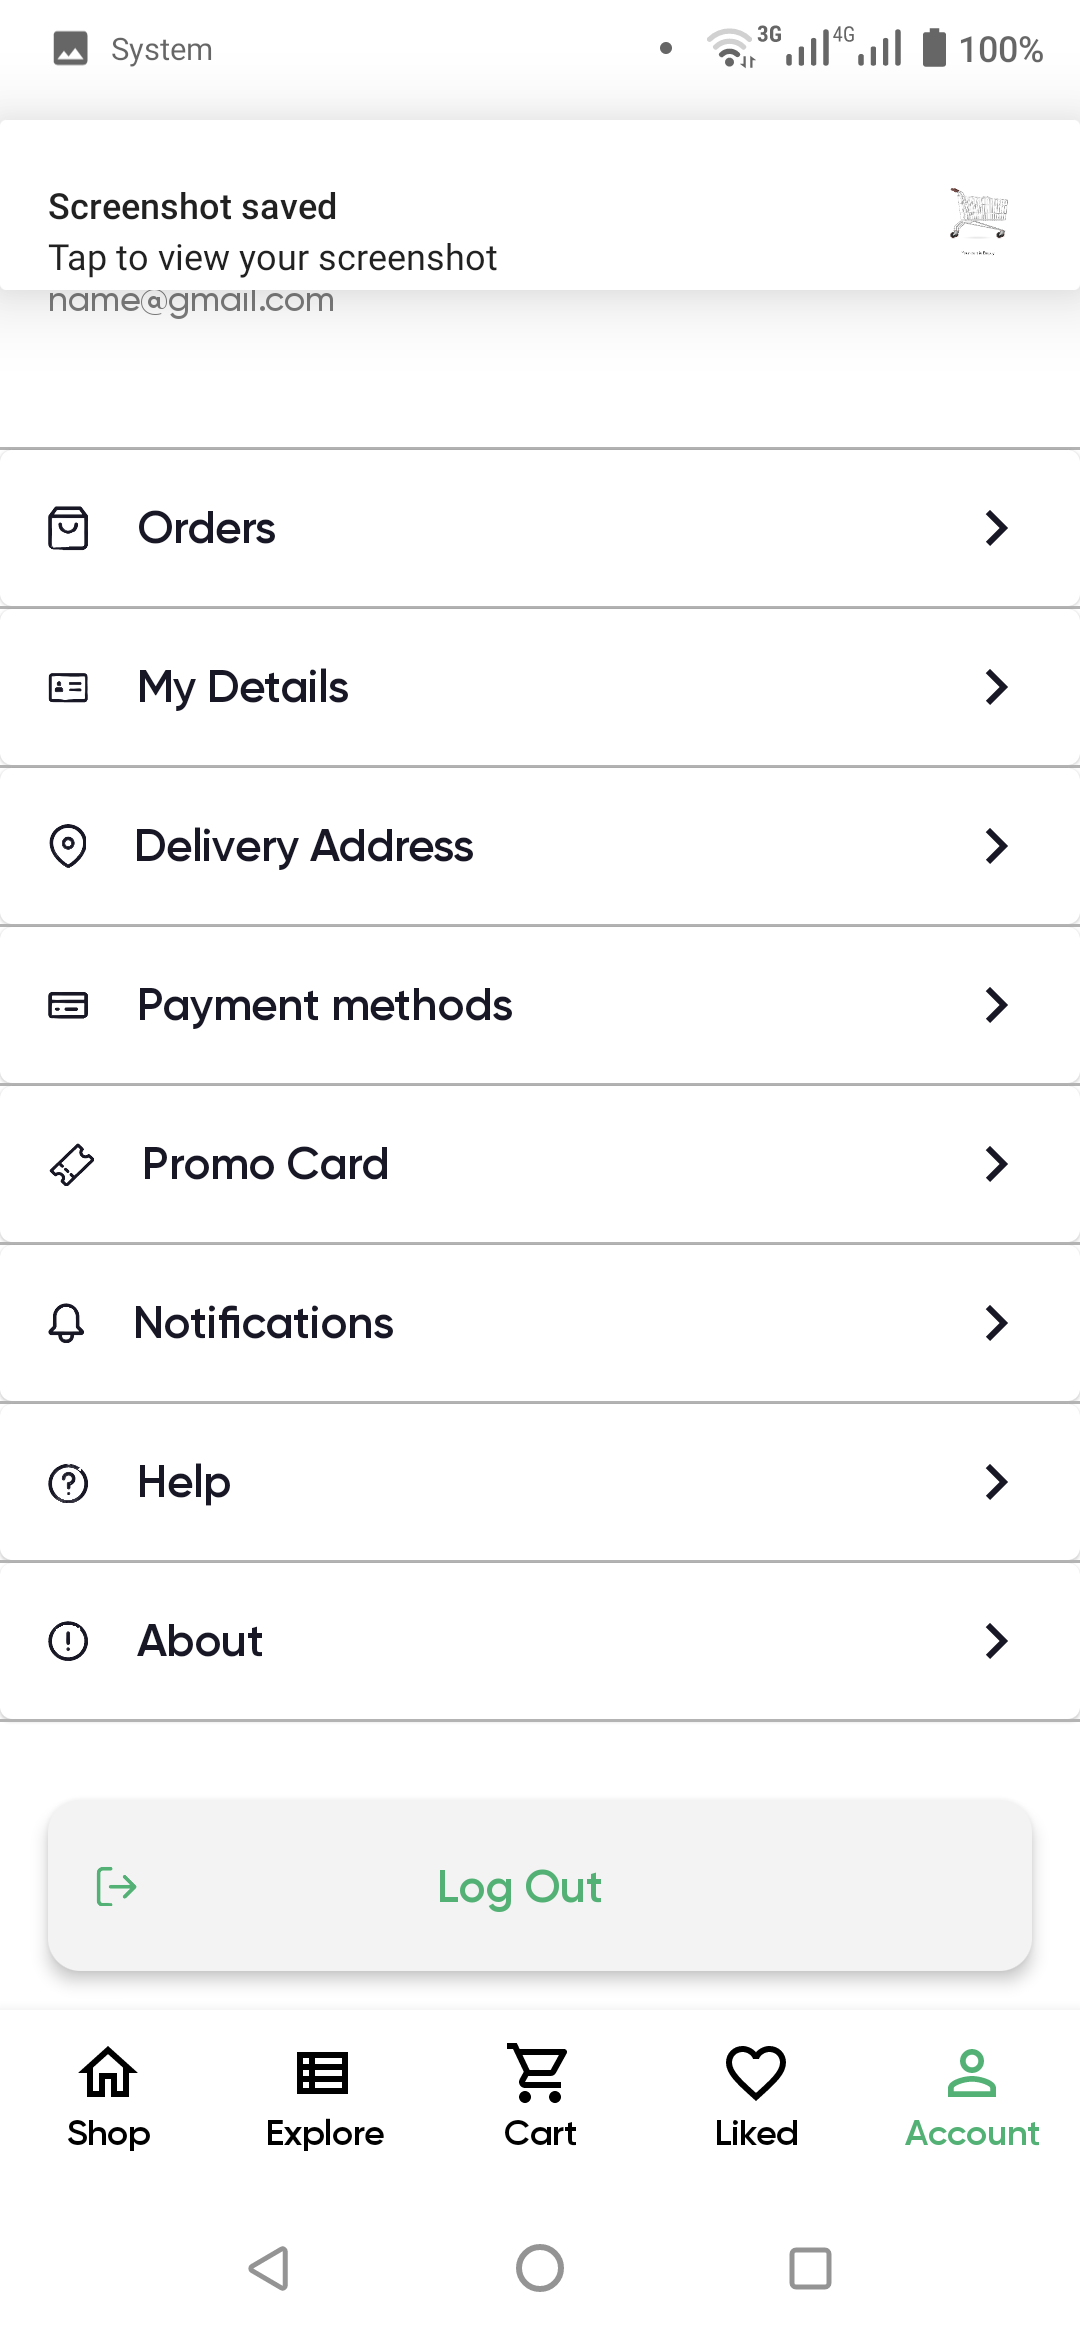 System
3G 4G 100%
Screenshot saved
Tap to view your screenshot
name@gmail.com
Orders
My Details
Delivery Address
Payment methods
Promo Card
Notifications
Help
About
Log Out
Shop Explore Cart Liked Account